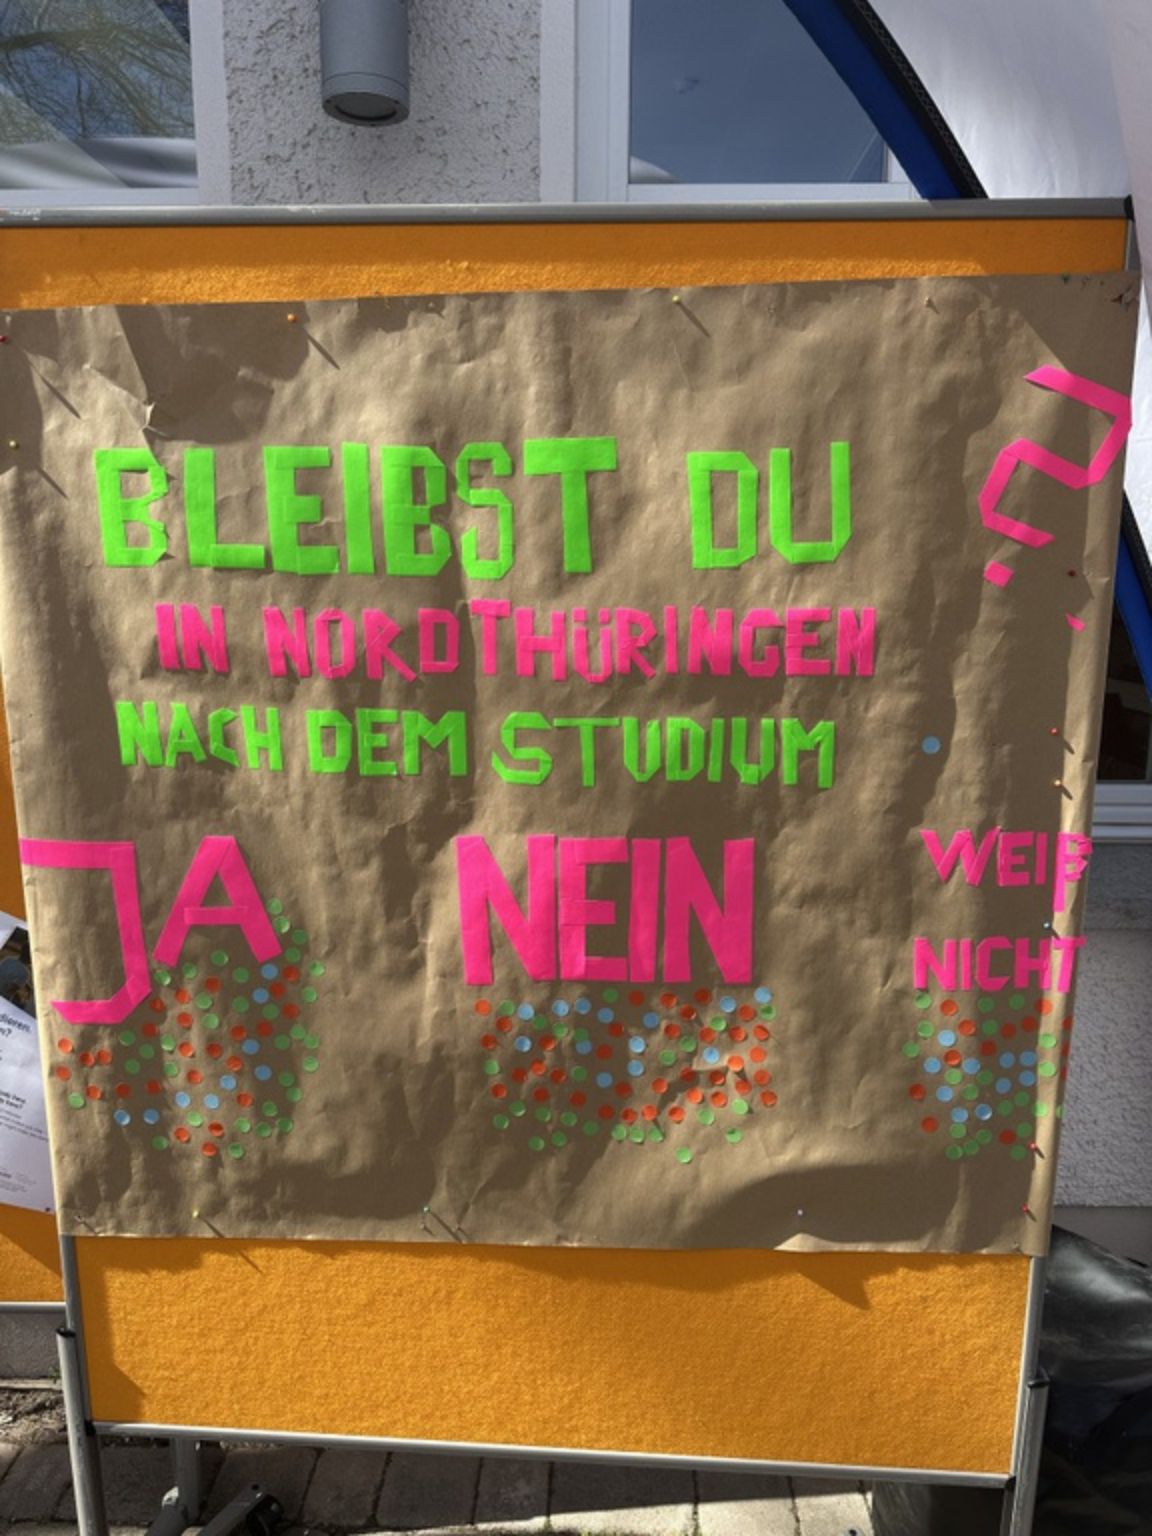 BLEIBST DU
IN NORDTHÜRINGEN
NACH DEM STUDIUM
?
JA
NEIN
WEIß
NICHT